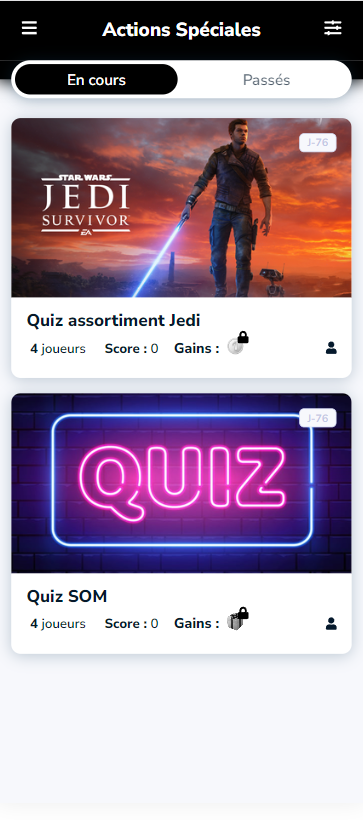 Actions Spéciales
En cours
Passés
J-76
STAR WARS
JEDI
SURVIVOR
EA
Quiz assortiment Jedi
4 joueurs Score : 0 Gains :
J-76
QUIZ
Quiz SOM
4 joueurs Score : 0 Gains :